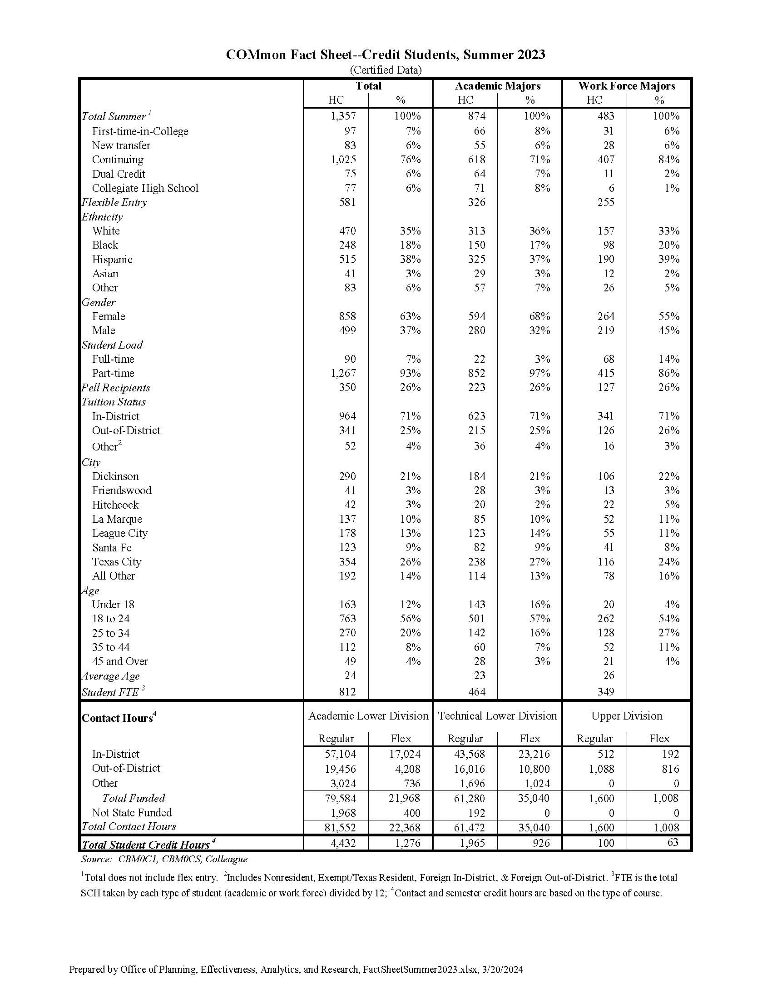 COMmon Fact Sheet--Credit Students, Summer 2023
(Certified Data)
Total Academic Majors Work Force Majors
HC % HC % HC %
Total Summer 1 1,357 100% 874 100% 483 100%
First-time-in-College 97 7% 66 8% 31 6%
New transfer 83 6% 55 6% 28 6%
Continuing 1,025 76% 618 71% 407 84%
Dual Credit 75 6% 64 7% 11 2%
Collegiate High School 77 6% 71 8% 6 1%
Flexible Entry 581 326 255
Ethnicity
White 470 35% 313 36% 157 33%
Black 248 18% 150 17% 98 20%
Hispanic 515 38% 325 37% 190 39%
Asian 41 3% 29 3% 12 2%
Other 83 6% 57 7% 26 5%
Gender
Female 858 63% 594 68% 264 55%
Male 499 37% 280 32% 219 45%
Student Load
Full-time 90 7% 22 3% 68 14%
Part-time 1,267 93% 852 97% 415 86%
Pell Recipients 350 26% 223 26% 127 26%
Tuition Status
In-District 964 71% 623 71% 341 71%
Out-of-District 341 25% 215 25% 126 26%
Other2 52 4% 36 4% 16 3%
City
Dickinson 290 21% 184 21% 106 22%
Friendswood 41 3% 28 3% 13 3%
Hitchcock 42 3% 20 2% 22 5%
La Marque 137 10% 85 10% 52 11%
League City 178 13% 123 14% 55 11%
Santa Fe 123 9% 82 9% 41 8%
Texas City 354 26% 238 27% 116 24%
All Other 192 14% 114 13% 78 16%
Age
Under 18 163 12% 143 16% 20 4%
18 to 24 763 56% 501 57% 262 54%
25 to 34 270 20% 142 16% 128 27%
35 to 44 112 8% 60 7% 52 11%
45 and Over 49 4% 28 3% 21 4%
Average Age 24 23 26
Student FTE 3 812 464 349
Contact Hours4 Academic Lower Division Technical Lower Division Upper Division
Regular Flex Regular Flex Regular Flex
In-District 57,104 17,024 43,568 23,216 512 192
Out-of-District 19,456 4,208 16,016 10,800 1,088 816
Other 3,024 736 1,696 1,024 0 0
Total Funded 79,584 21,968 61,280 35,040 1,600 1,008
Not State Funded 1,968 400 192 0 0 0
Total Contact Hours 81,552 22,368 61,472 35,040 1,600 1,008
Total Student Credit Hours 4 4,432 1,276 1,965 926 100 63
Source: CBM0C1, CBM0CS, Colleague
1Total does not include flex entry. 2Includes Nonresident, Exempt/Texas Resident, Foreign In-District, & Foreign Out-of-District. 3FTE is the total
SCH taken by each type of student (academic or work force) divided by 12; 4Contact and semester credit hours are based on the type of course.
Prepared by Office of Planning, Effectiveness, Analytics, and Research, FactSheetSummer2023.xlsx, 3/20/2024